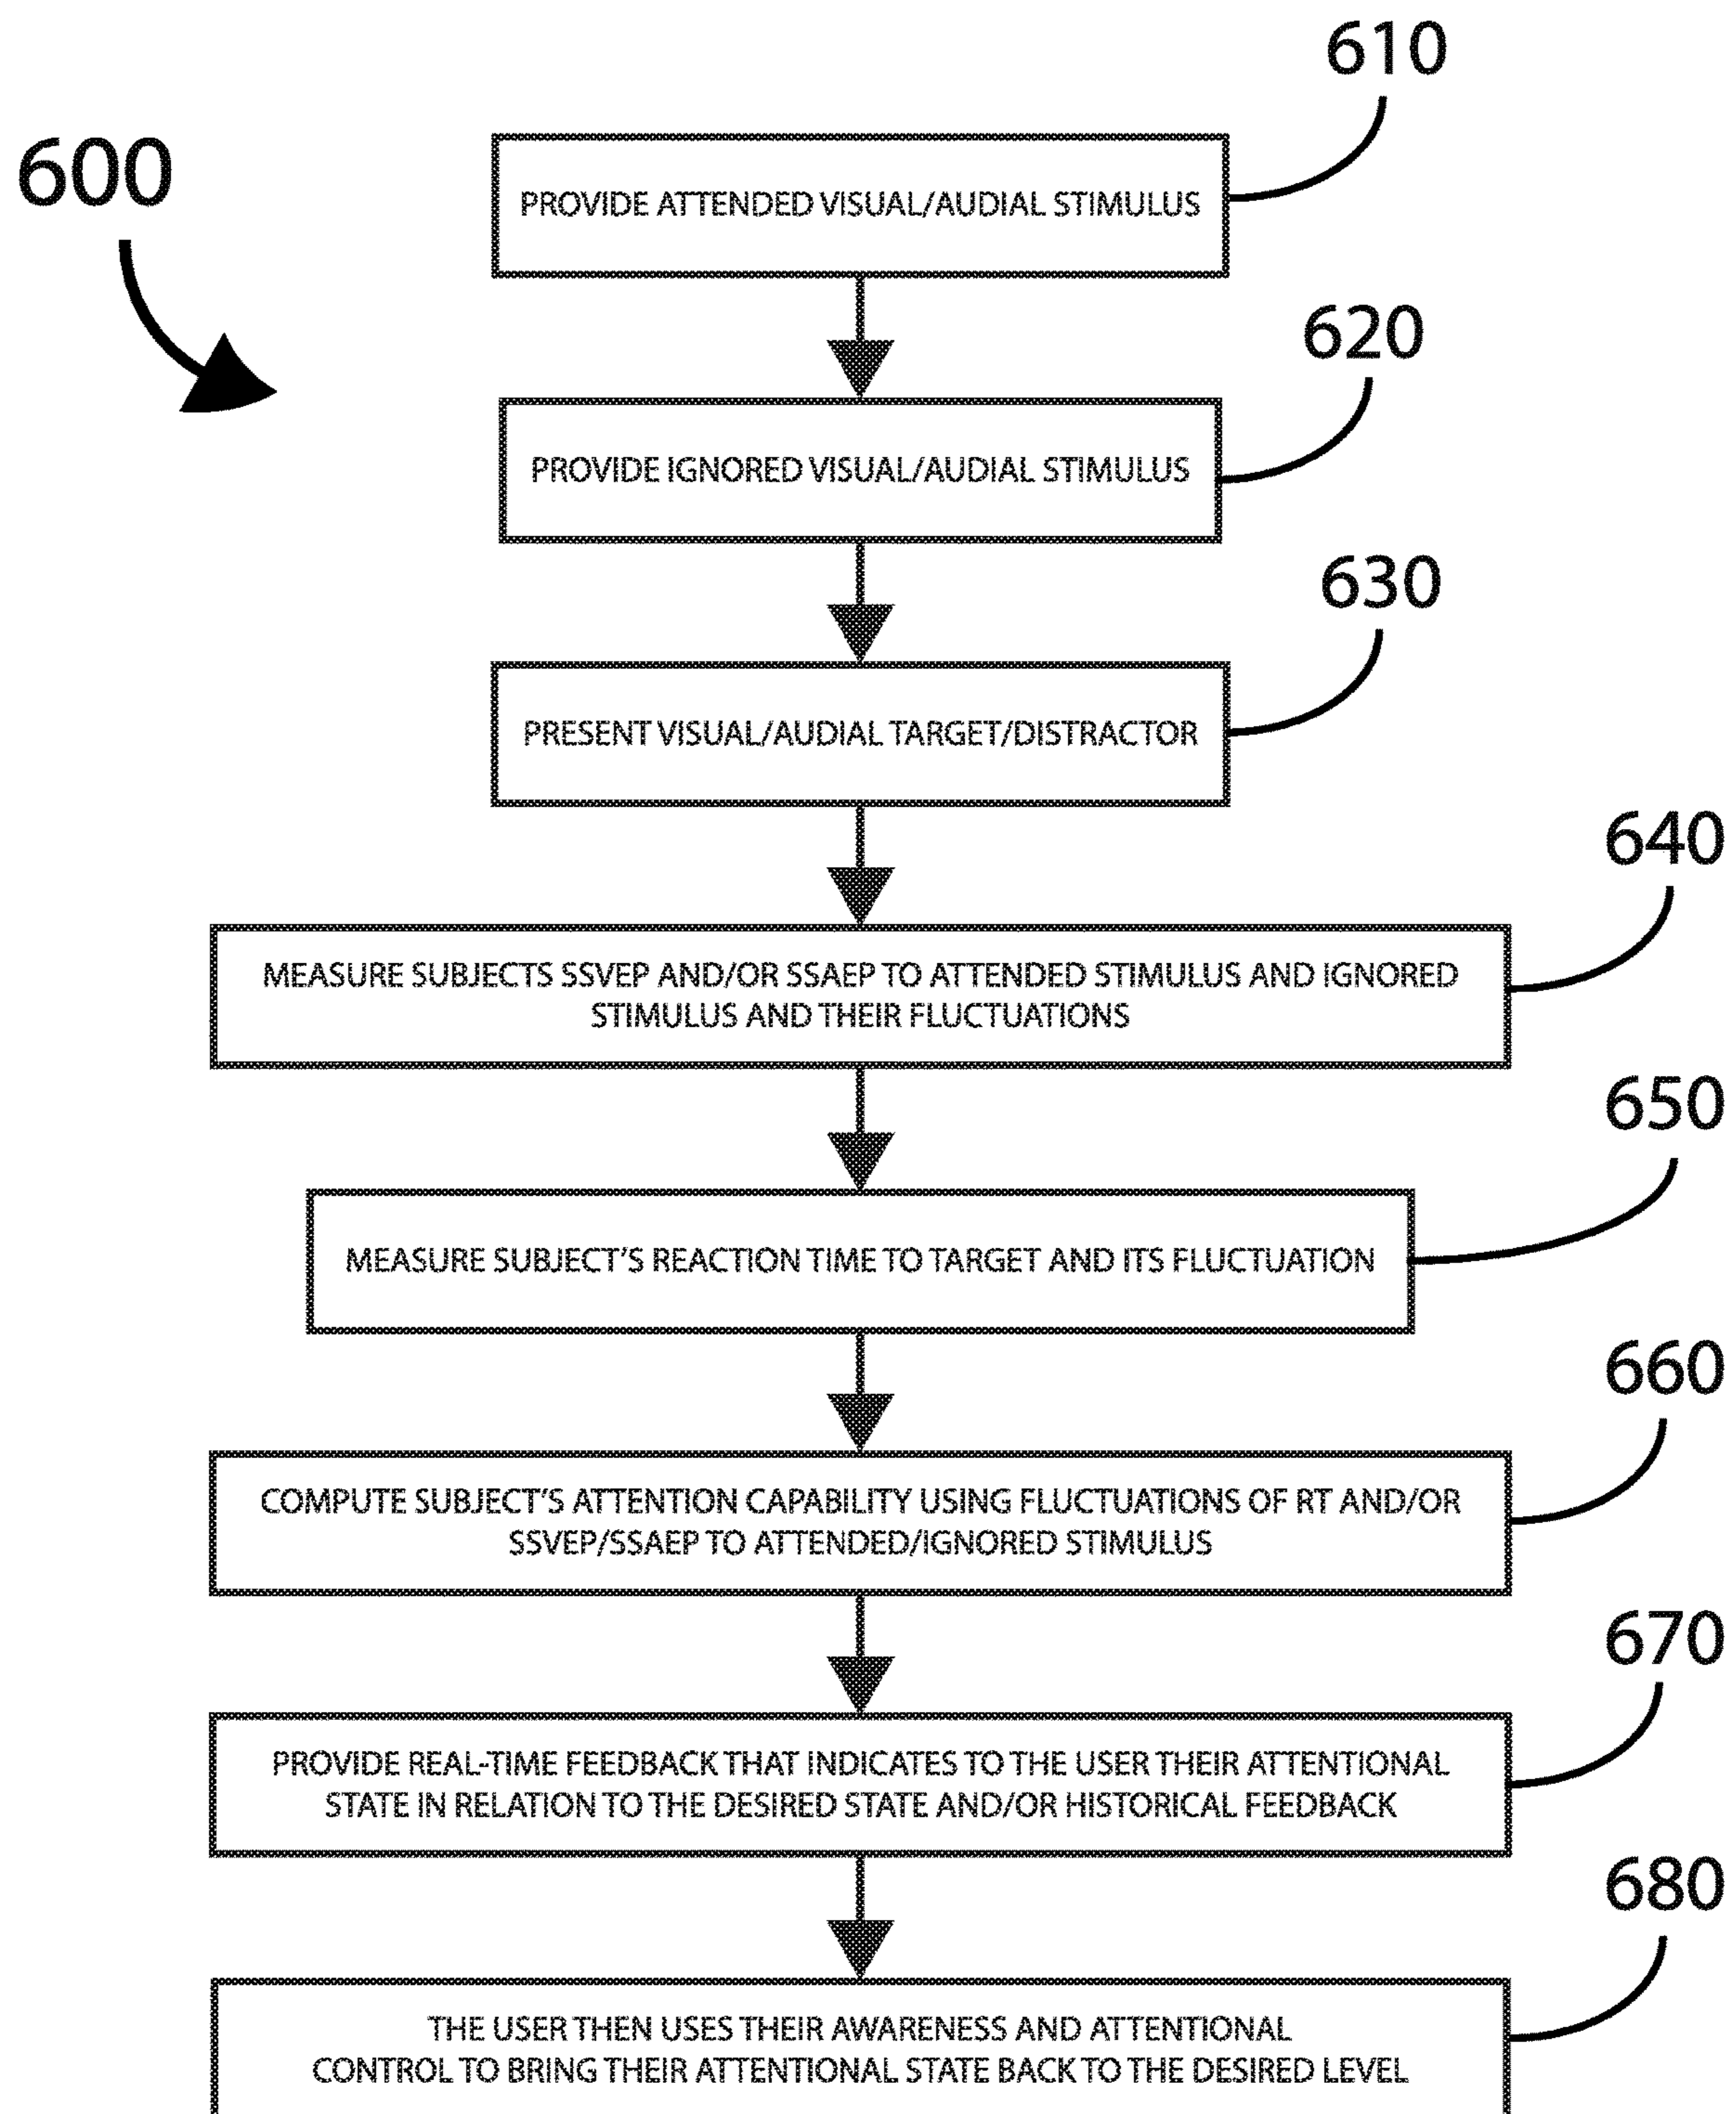 610
600
PROVIDE ATTENDED VISUAL/AUDIAL STIMULUS
620
PROVIDE IGNORED VISUAL/AUDIAL STIMULUS
630
PRESENT VISUAL/AUDIAL TARGET/DISTRACTOR
640
MEASURE SUBJECTS SSVEP AND/OR SSAEP TO ATTENDED STIMULUS AND IGNORED
STIMULUS AND THEIR FLUCTUATIONS
650
MEASURE SUBJECT'S REACTION TIME TO TARGET AND ITS FLUCTUATION
660
COMPUTE SUBJECT'S ATTENTION CAPABILITY USING FLUCTUATIONS OF RT AND/OR
SSVEP/SSAEP TO ATTENDED/IGNORED STIMULUS
670
PROVIDE REAL-TIME FEEDBACK THAT INDICATES TO THE USER THEIR ATTENTIONAL
STATE IN RELATION TO THE DESIRED STATE AND/OR HISTORICAL FEEDBACK
680
THE USER THEN USES THEIR AWARENESS AND ATTENTIONAL
CONTROL TO BRING THEIR ATTENTIONAL STATE BACK TO THE DESIRED LEVEL